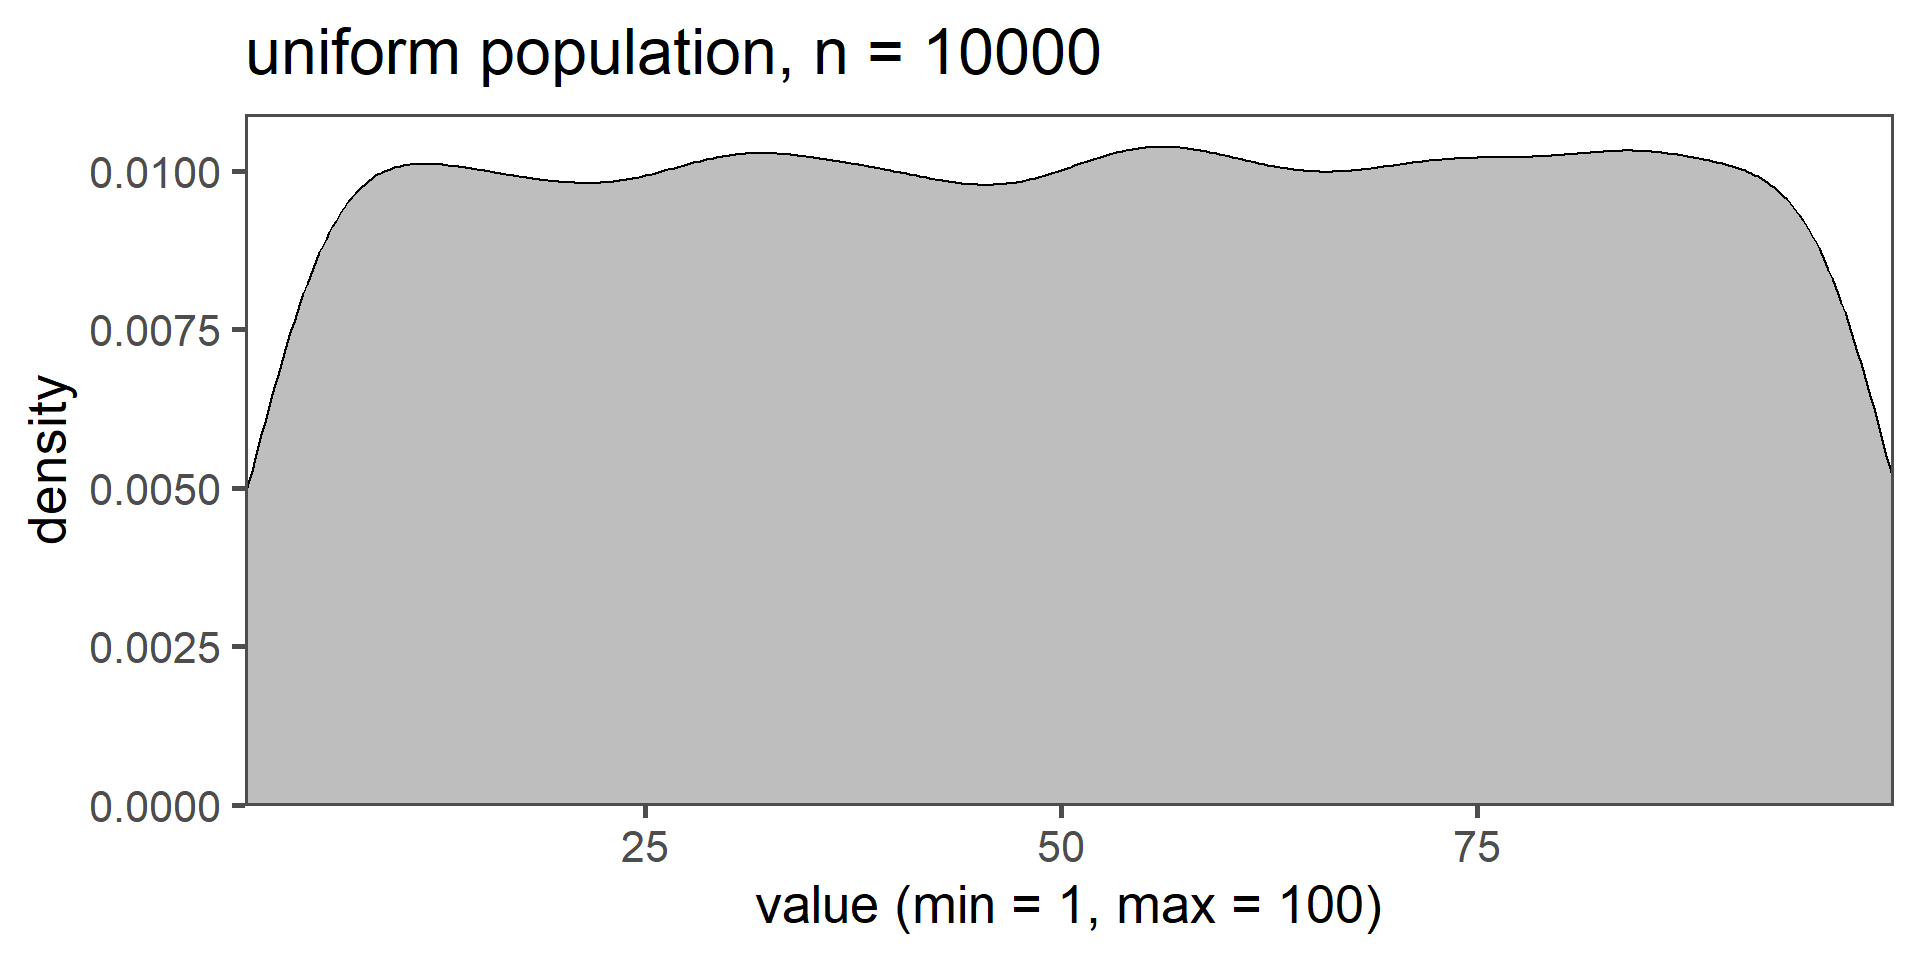 uniform population, n = 10000
0.0100
0.0075
0.0050
0.0025
0.0000
density
25
50
75
value (min = 1, max = 100)